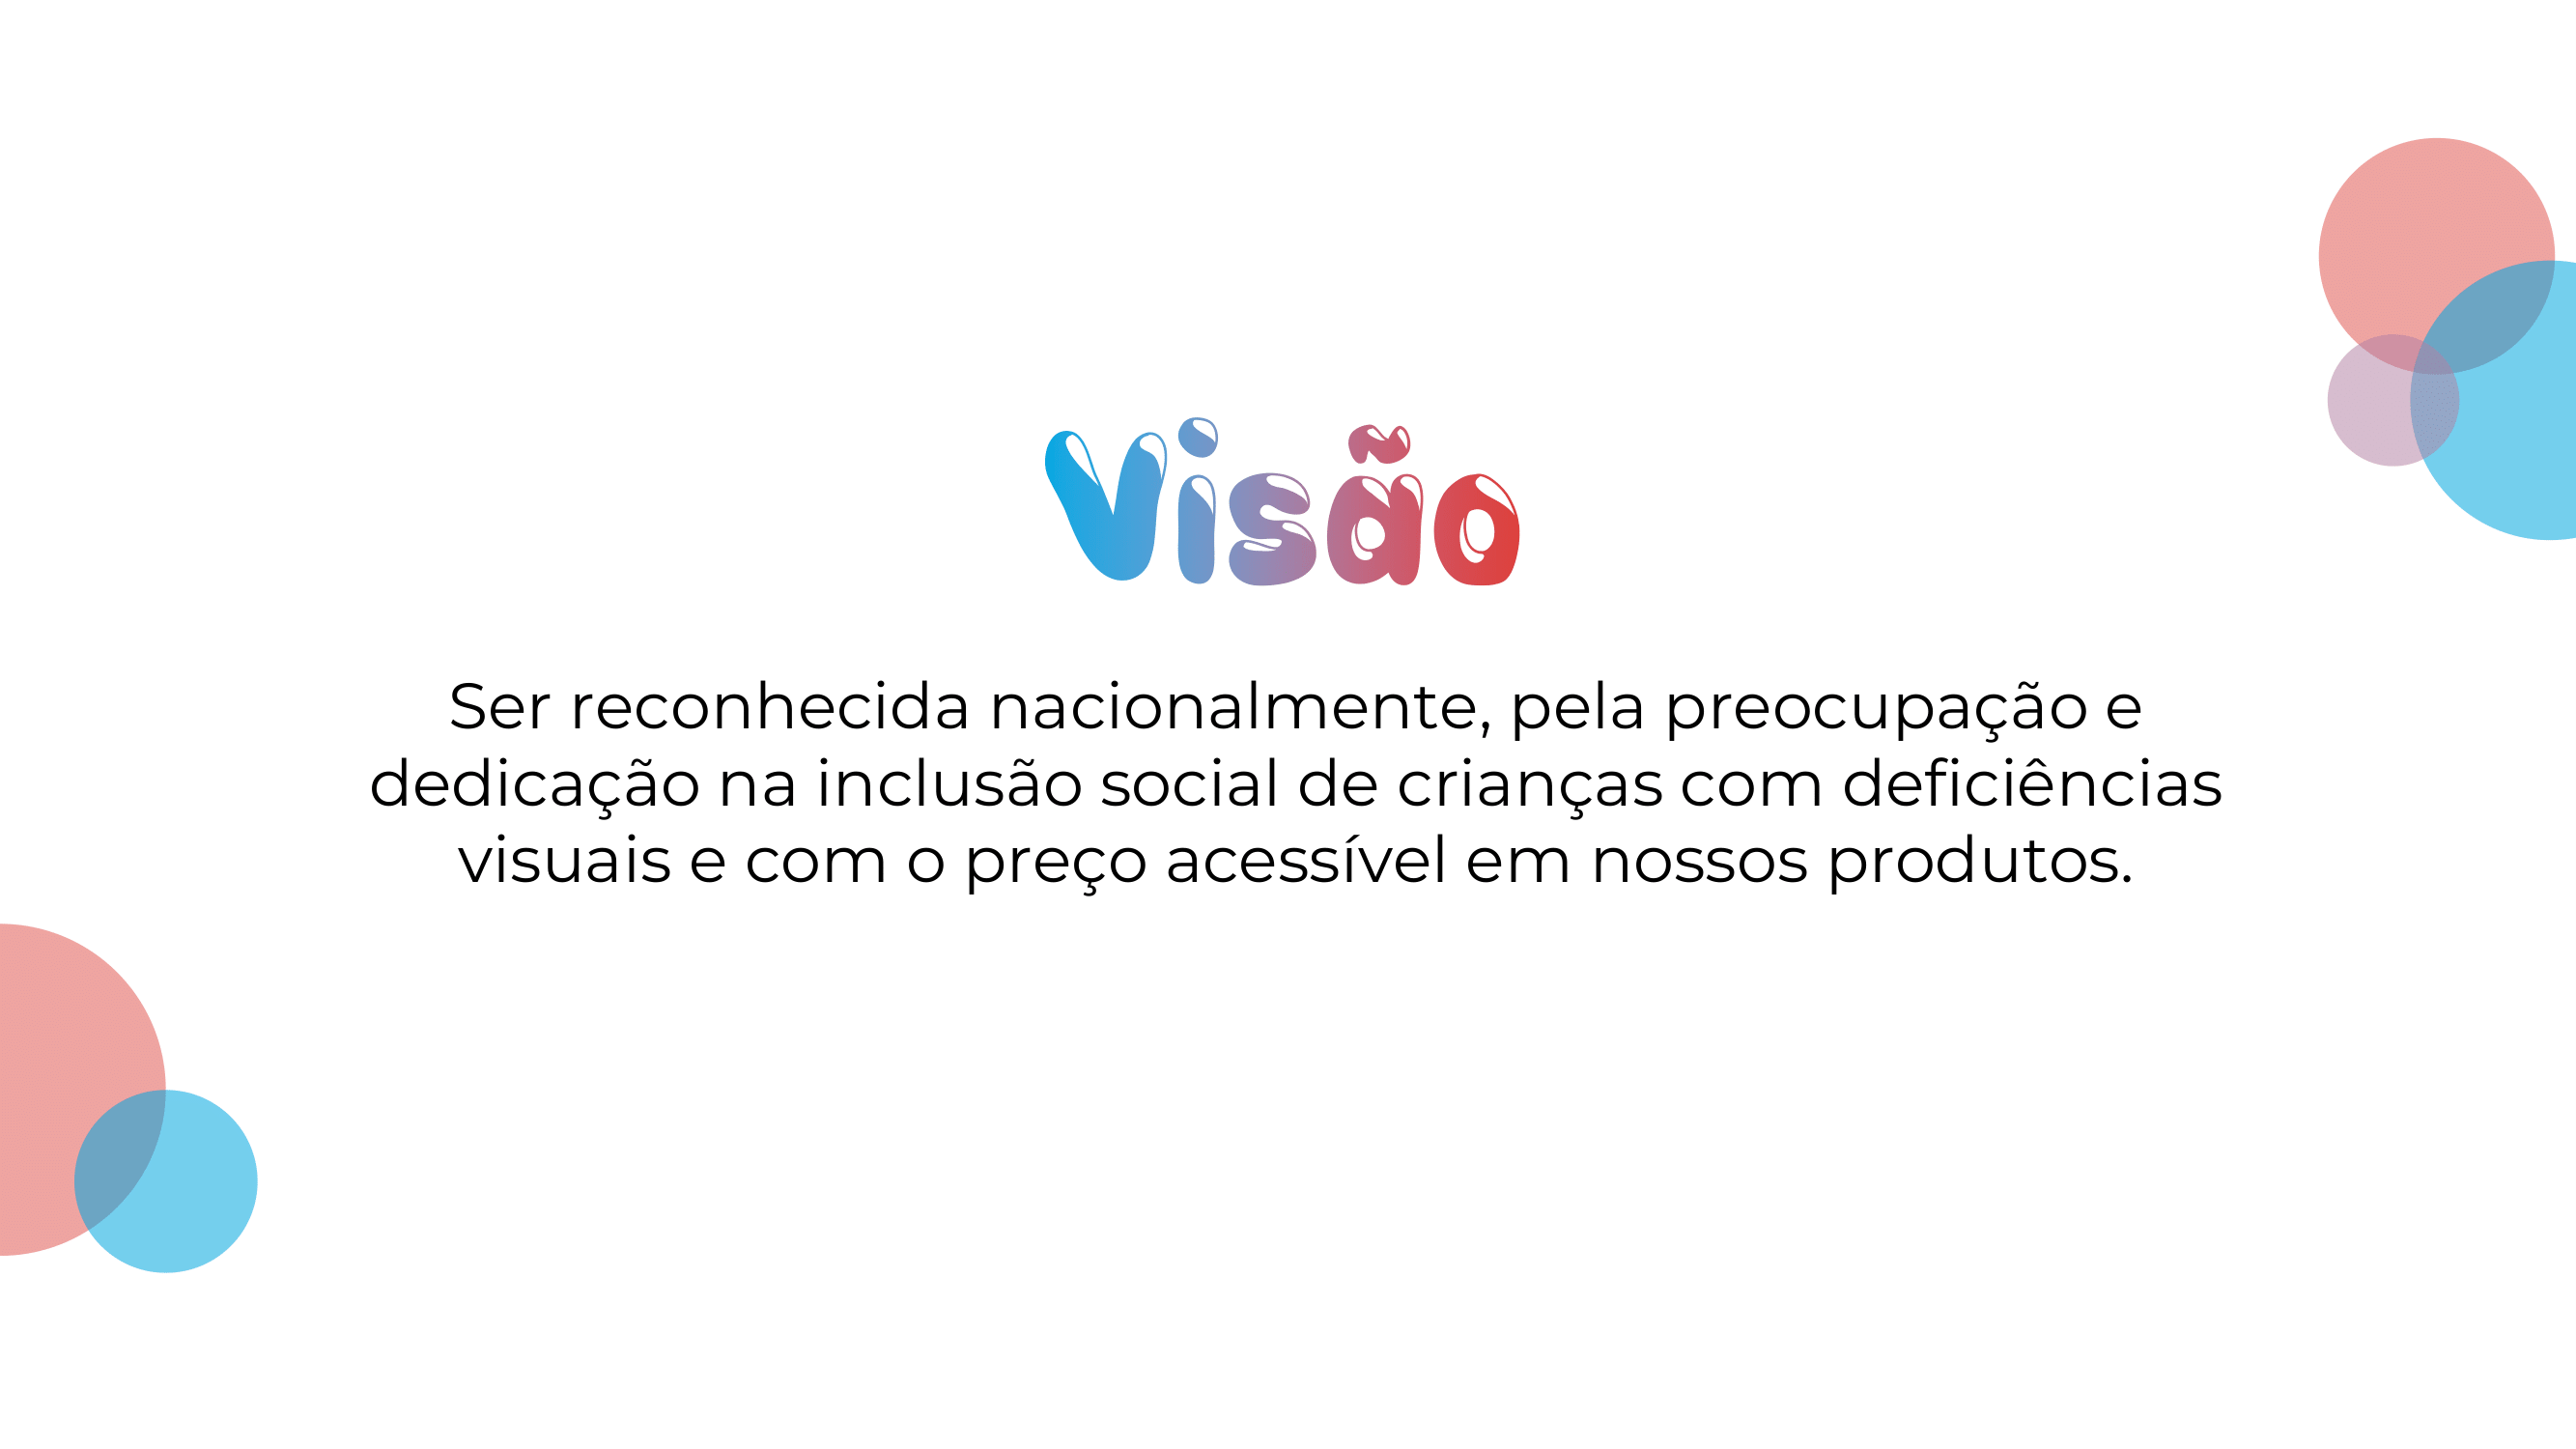 Visão
Ser reconhecida nacionalmente, pela preocupação e
dedicação na inclusão social de crianças com deficiências
visuais e com o preço acessível em nossos produtos.